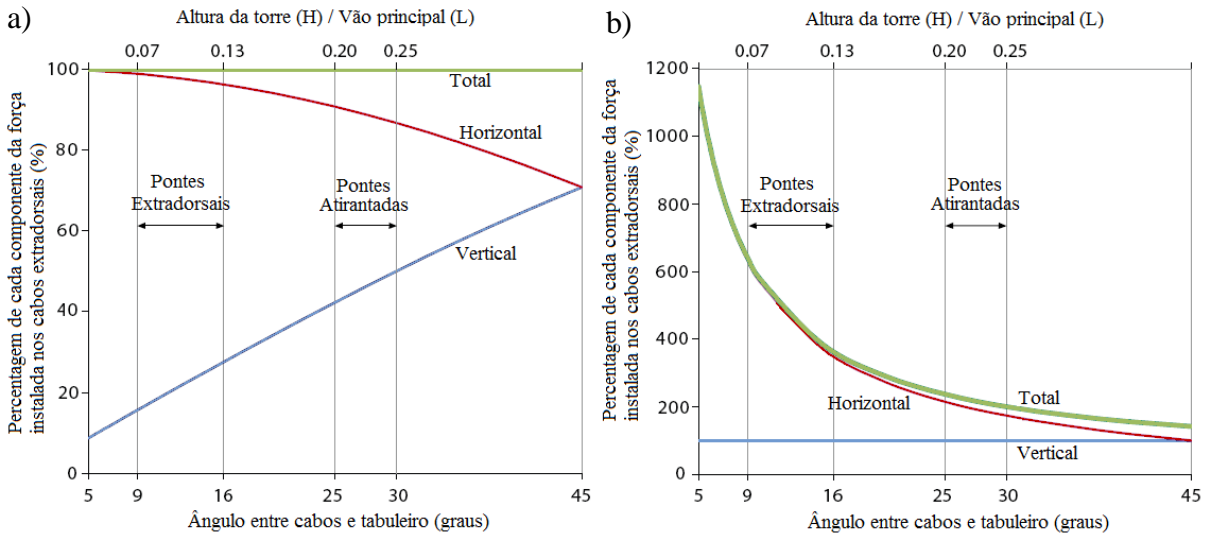 a)
Altura da torre (H) / Vão principal (L)
0.07 0.13 0.20 0.25
Percentagem de cada componente da força
instalada nos cabos extradorsais (%)
100
80
60
40
20
0
Total
Horizontal
Pontes
Extradorsais
Pontes
Atirantadas
Vertical
5 9 16 25 30 45
Ângulo entre cabos e tabuleiro (graus)
b)
Altura da torre (H) / Vão principal (L)
0.07 0.13 0.20 0.25
Percentagem de cada componente da força
instalada nos cabos extradorsais (%)
1200
1000
800
600
400
200
0
Pontes
Extradorsais
Pontes
Atirantadas
Horizontal
Total
Vertical
5 9 16 25 30 45
Ângulo entre cabos e tabuleiro (graus)